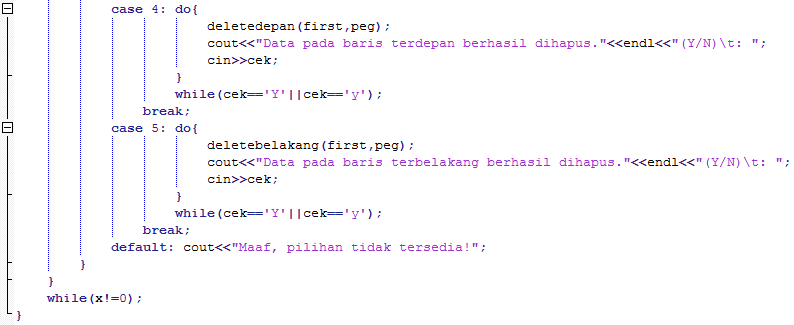 case 4: do{
deletedepan(first,peg);
cout<<"Data pada baris terdepan berhasil dihapus."<<endl<<"(Y/N)\t: ";
cin>>cek;
}
while(cek=='Y'||cek=='y');
break;
case 5: do{
deletebelakang(first,peg);
cout<<"Data pada baris terbelakang berhasil dihapus."<<endl<<"(Y/N)\t: ";
cin>>cek;
}
while(cek=='Y'||cek=='y');
break;
default: cout<<"Maaf, pilihan tidak tersedia!";
}
}
while(x!=0);
}